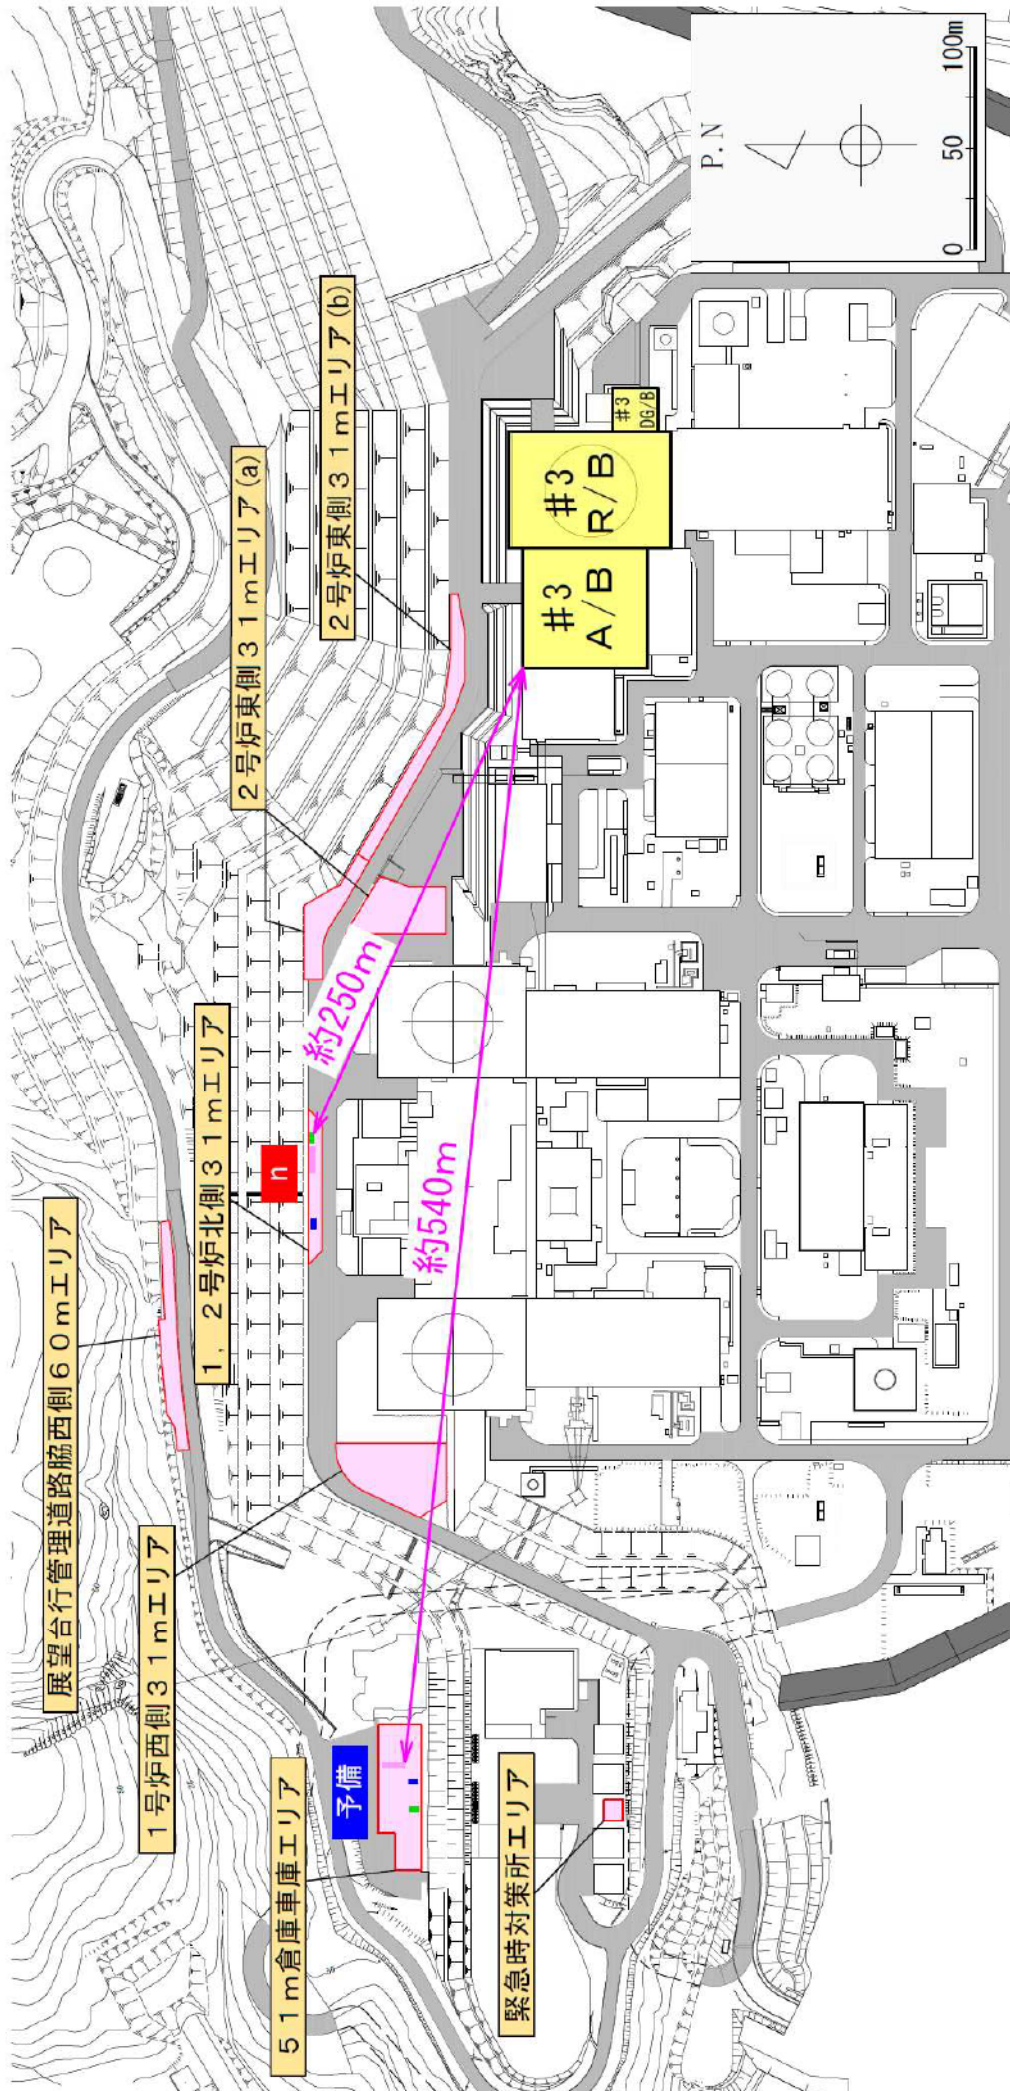 展望台行管理道路脇西側60mエリア
1号炉西側31mエリア
51m倉庫車庫エリア
1，2号炉北側31mエリア
2号炉東側31mエリア(a)
2号炉東側31mエリア(b)
予備
n
緊急時対策所エリア
約250m
約540m
#3
A/B
#3
R/B
#3
DG/B
P.N
0 50 100m